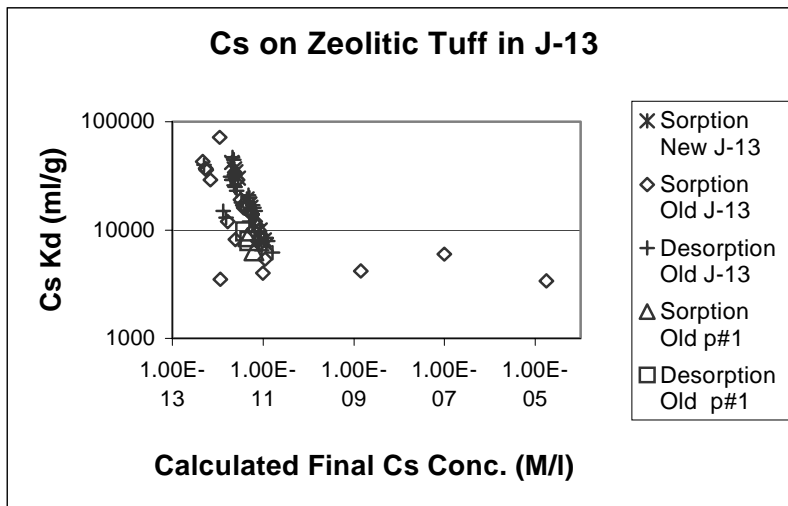 Cs on Zeolitic Tuff in J-13
Cs Kd (ml/g)
100000
10000
1000
1.00E-
13
1.00E-
11
1.00E-
09
1.00E-
07
1.00E-
05
Calculated Final Cs Conc. (M/l)
Sorption
New J-13
Sorption
Old J-13
Desorption
Old J-13
Sorption
Old p#1
Desorption
Old p#1